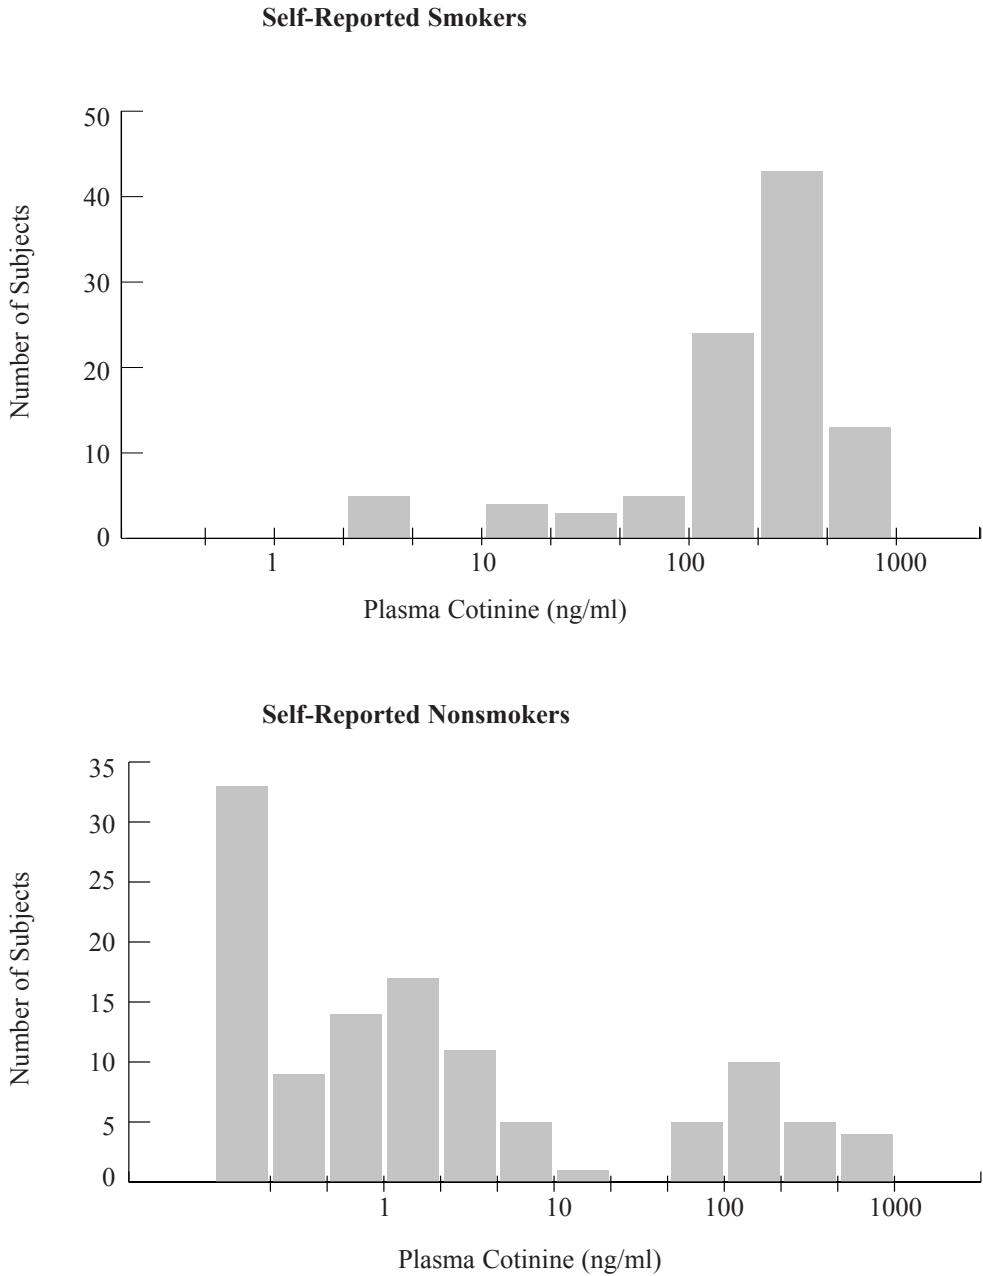 Self-Reported Smokers
50
40
30
20
10
0
Number of Subjects
1 10 100 1000
Plasma Cotinine (ng/ml)
Self-Reported Nonsmokers
35
30
25
20
15
10
5
0
Number of Subjects
1 10 100 1000
Plasma Cotinine (ng/ml)